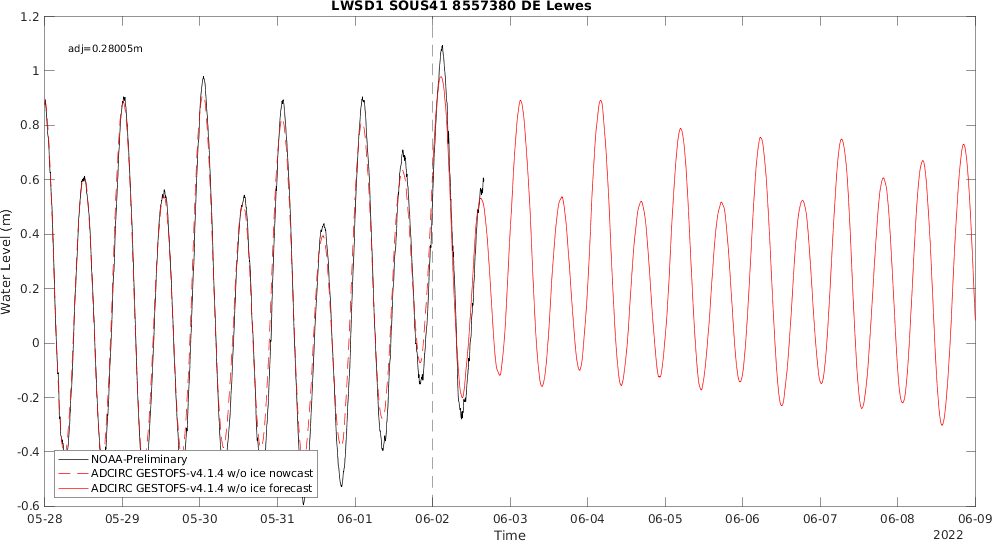 LWSD1 SOUS41 8557380 DE Lewes
adj=0.28005m
1.2
1
0.8
0.6
0.4
0.2
0
-0.2
-0.4
-0.6
Water Level (m)
NOAA-Preliminary
ADCIRC GESTOFS-v4.1.4 w/o ice nowcast
ADCIRC GESTOFS-v4.1.4 w/o ice forecast
05-28 05-29 05-30 05-31 06-01 06-02 06-03 06-04 06-05 06-06 06-07 06-08 06-09
Time
2022